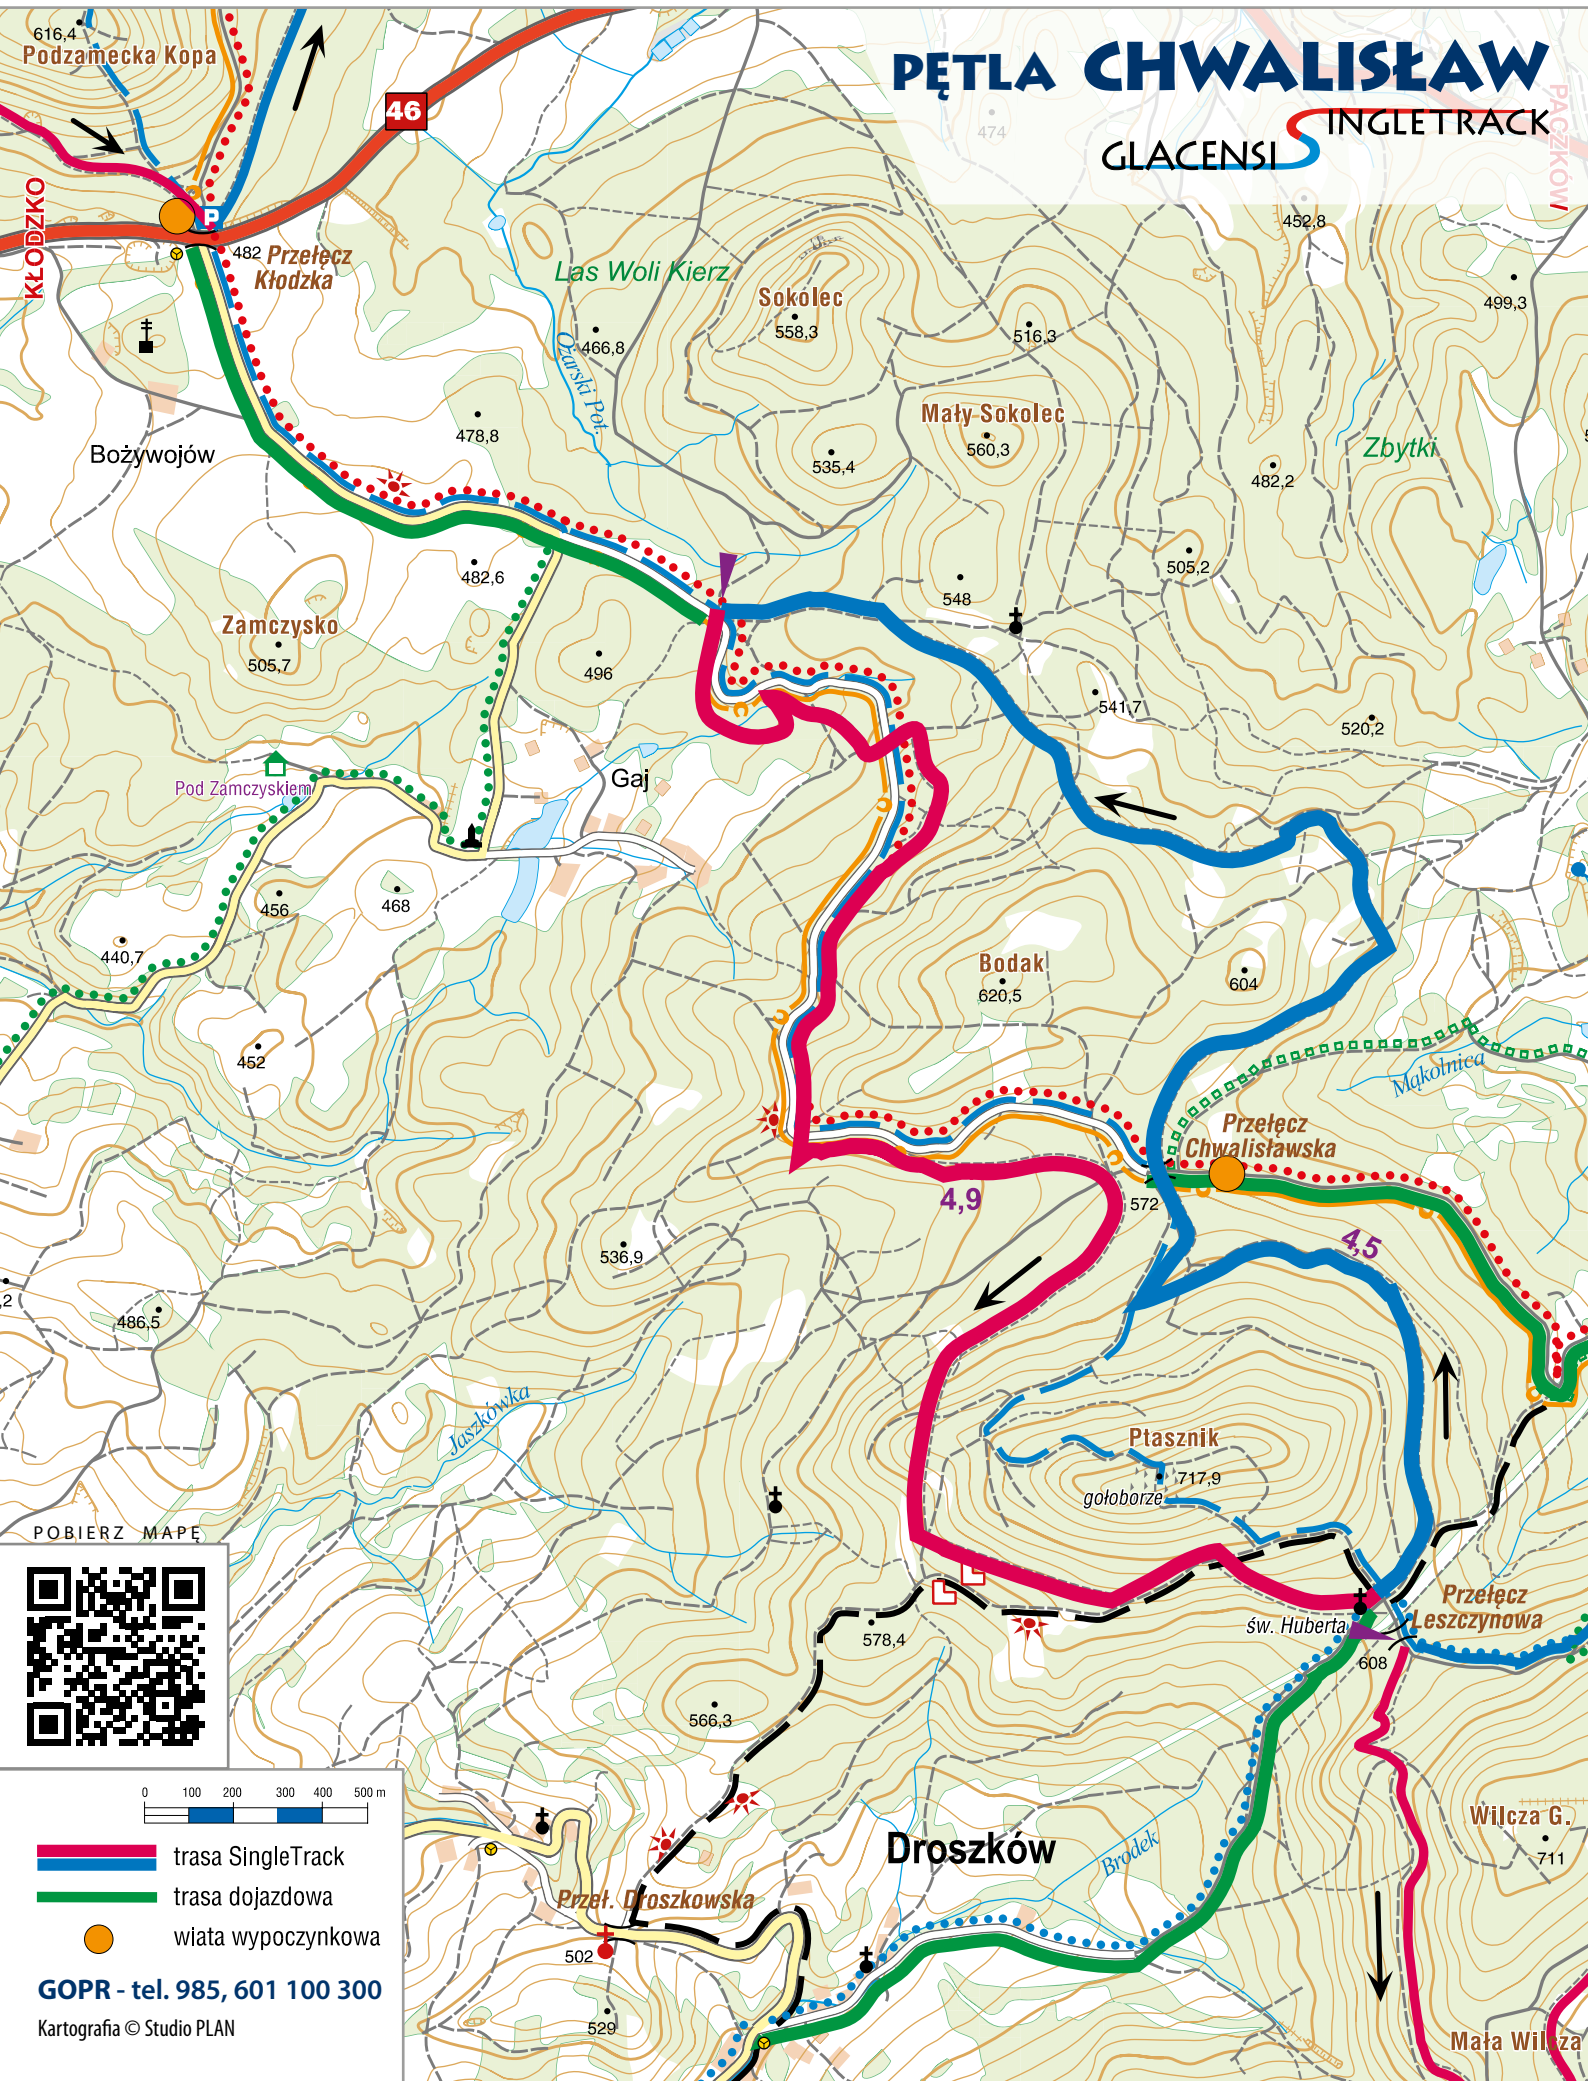 PĘTLA CHWALISŁAW
GLACENSI SINGLETRACK
616,4
Podzamecka Kopa
46
474
PACZKÓW
KŁODZKO
P
482
Przełęcz
Kłodzka
Las Woli Kierz
Sokolec
558,3
452,8
499,3
466,8
516,3
Ożarski Pot.
Bożywojów
478,8
535,4
Mały Sokolec
560,3
Zbytki
482,2
482,6
548
505,2
Zamczysko
505,7
496
541,7
520,2
Pod Zamczyskiem
Gaj
456
468
440,7
452
Bodak
620,5
604
Mąkolnica
Przełęcz
Chwalisławska
572
4,9
4,5
536,9
,2
486,5
Jaszkówka
Ptasznik
717,9
gołoborze
POBIERZ MAPĘ
578,4
Przełęcz
Leszczynowa
św. Huberta
608
566,3
Wilcza G.
711
Droszków
Brodek
Przeł. Droszkowska
502
529
Mała Wilcza
0 100 200 300 400 500 m
trasa SingleTrack
trasa dojazdowa
wiata wypoczynkowa
GOPR - tel. 985, 601 100 300
Kartografia © Studio PLAN